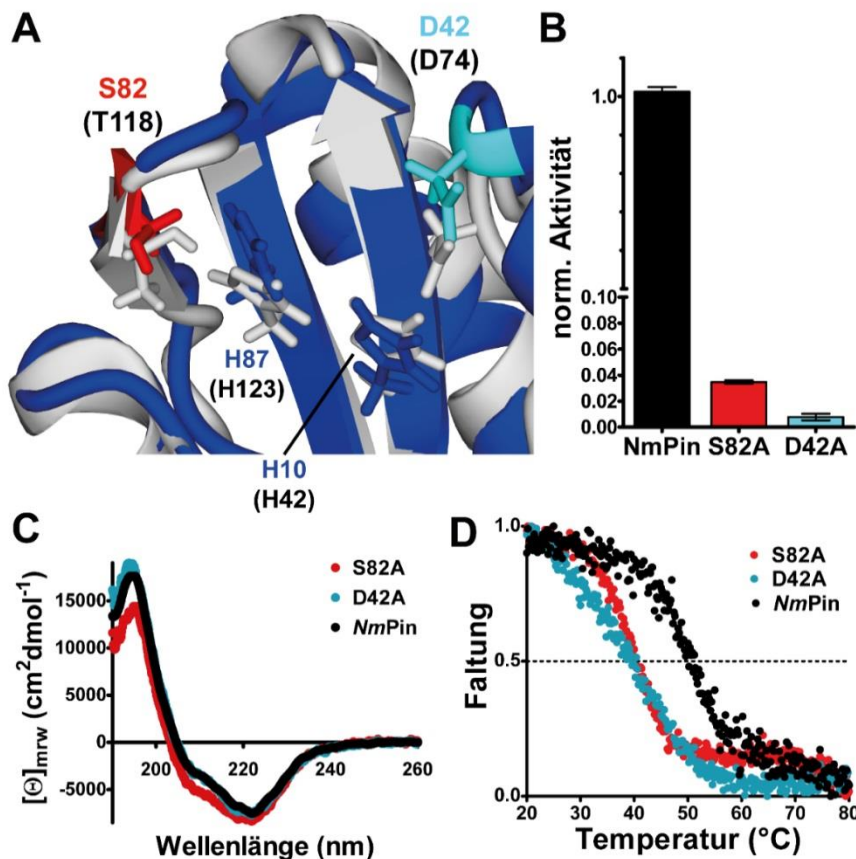 A
S82
(T118)
D42
(D74)
H87
(H123)
H10
(H42)
B
norm. Aktivität
1.0
0.10
0.08
0.06
0.04
0.02
0.00
NmPin S82A D42A
C
S82A
D42A
NmPin
[Θ]mrw (cm²dmol⁻¹)
15000
10000
5000
0
-5000
200 220 240 260
Wellenlänge (nm)
D
S82A
D42A
NmPin
Faltung
1.0
0.5
0.0
20 30 40 50 60 70 80
Temperatur (°C)